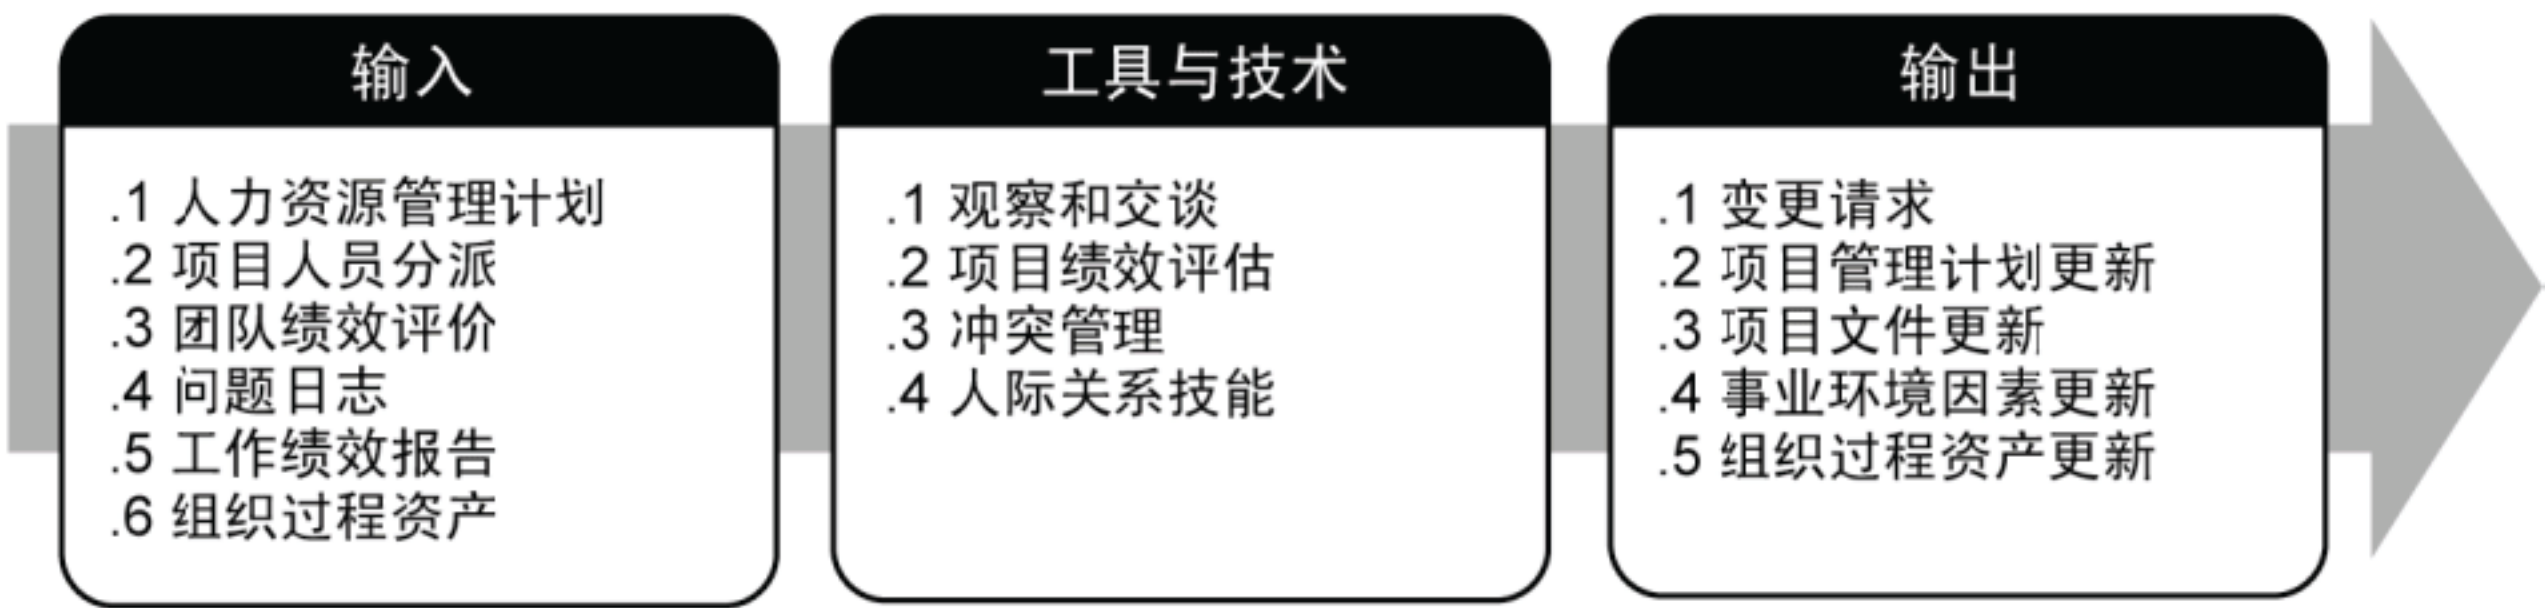 输入
.1 人力资源管理计划
.2 项目人员分派
.3 团队绩效评价
.4 问题日志
.5 工作绩效报告
.6 组织过程资产
工具与技术
.1 观察和交谈
.2 项目绩效评估
.3 冲突管理
.4 人际关系技能
输出
.1 变更请求
.2 项目管理计划更新
.3 项目文件更新
.4 事业环境因素更新
.5 组织过程资产更新